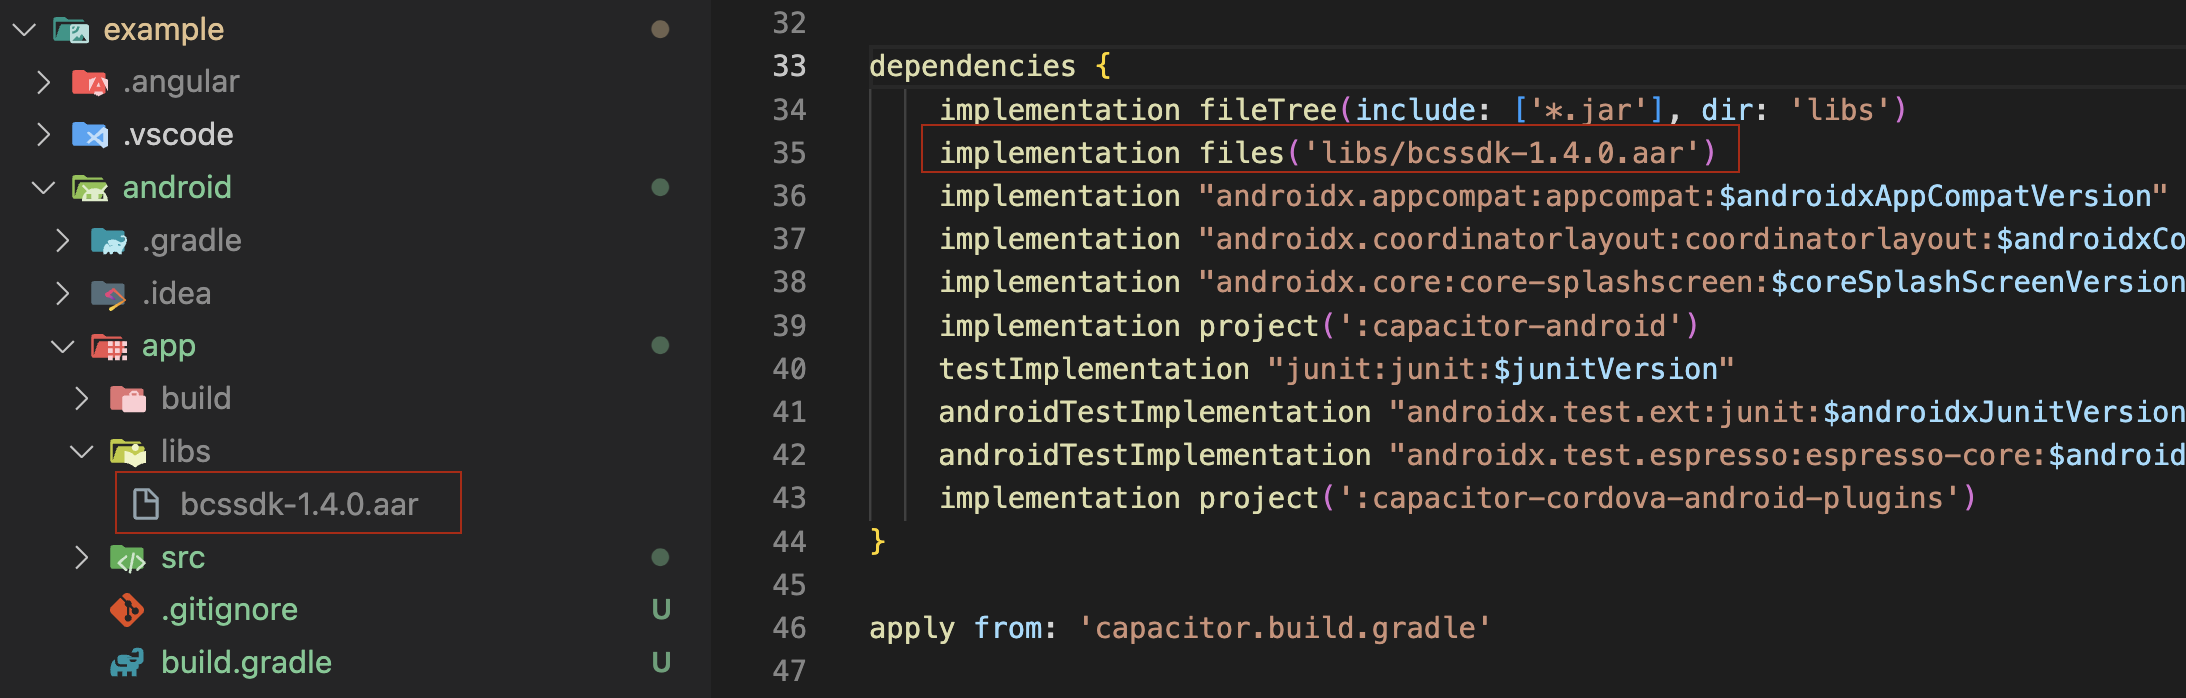 example
.angular
.vscode
android
.gradle
.idea
app
build
libs
bcssdk-1.4.0.aar
src
.gitignore U
build.gradle U
32
33 dependencies {
34 implementation fileTree(include: ['*.jar'], dir: 'libs')
35 implementation files('libs/bcssdk-1.4.0.aar')
36 implementation "androidx.appcompat:appcompat:$androidxAppCompatVersion"
37 implementation "androidx.coordinatorlayout:coordinatorlayout:$androidxCo
38 implementation "androidx.core:core-splashscreen:$coreSplashScreenVersion
39 implementation project(':capacitor-android')
40 testImplementation "junit:junit:$junitVersion"
41 androidTestImplementation "androidx.test.ext:junit:$androidxJunitVersion
42 androidTestImplementation "androidx.test.espresso:espresso-core:$android
43 implementation project(':capacitor-cordova-android-plugins')
44 }
45
46 apply from: 'capacitor.build.gradle'
47